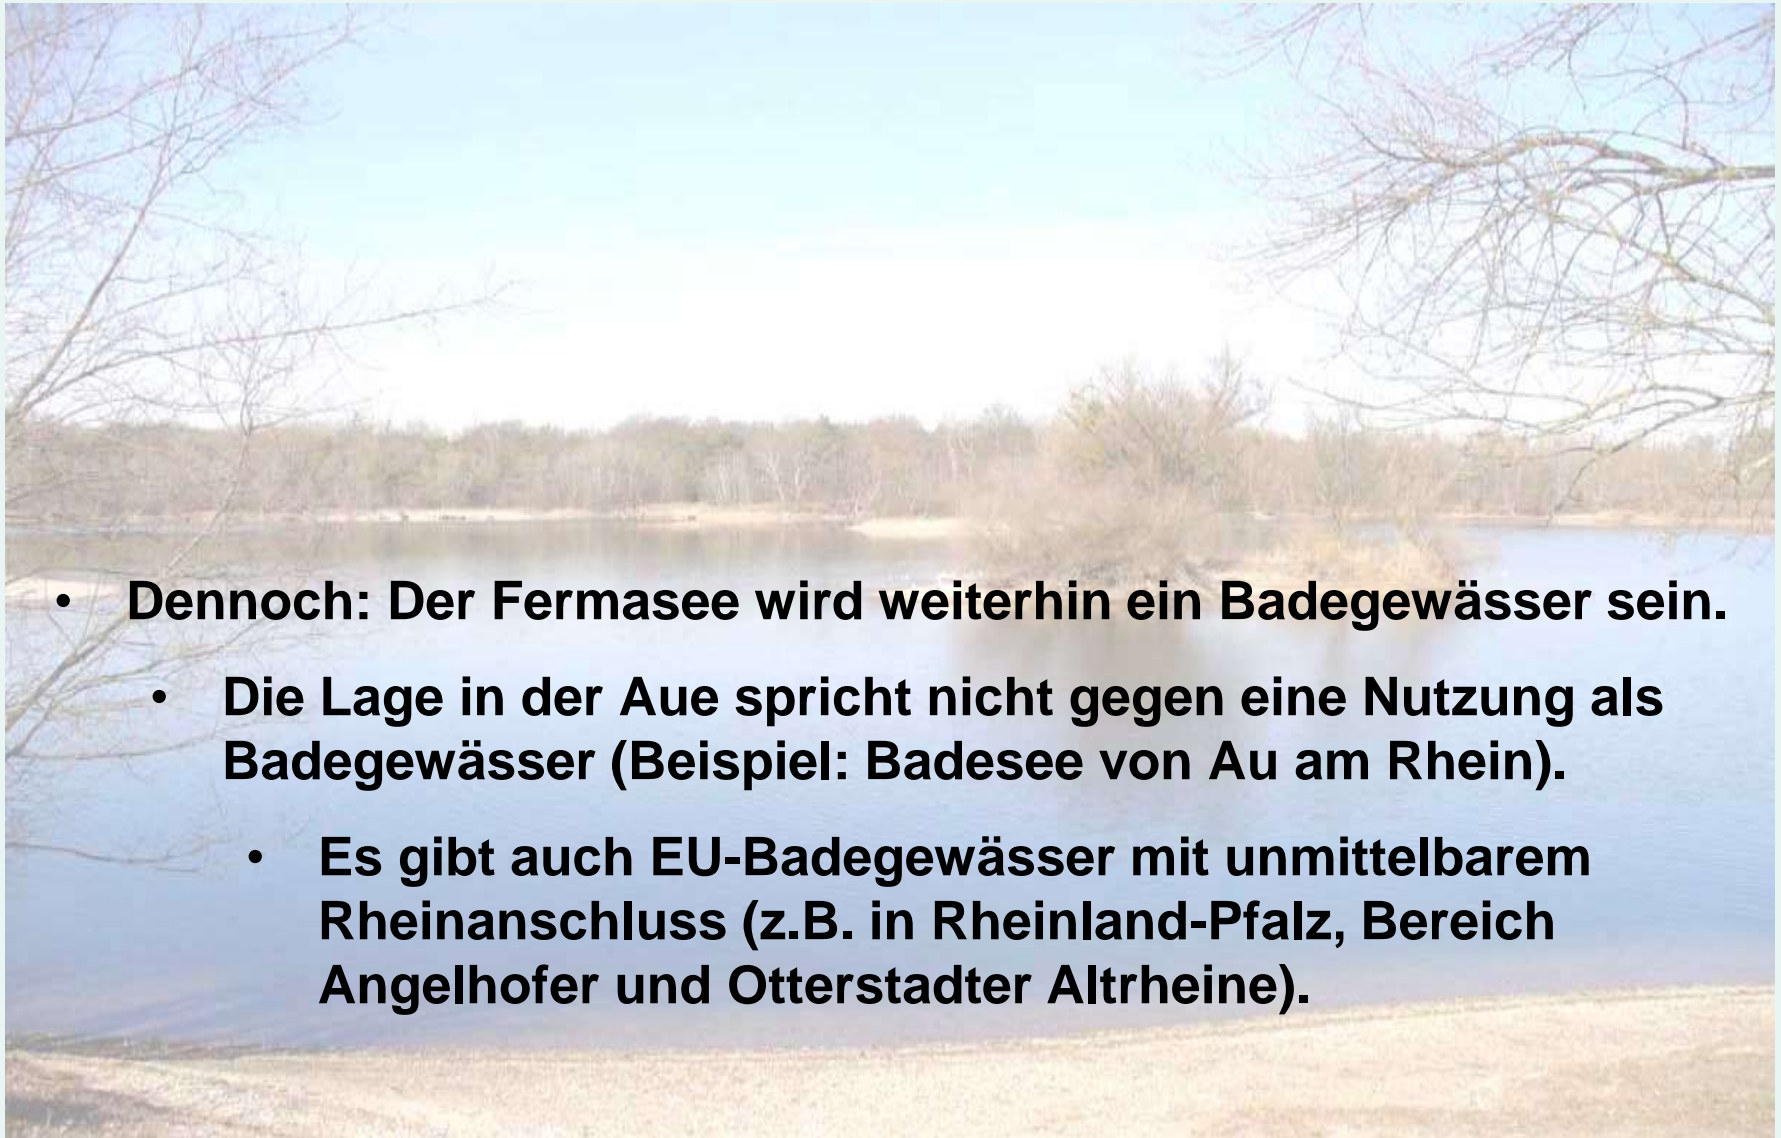 • Dennoch: Der Fermasee wird weiterhin ein Badegewässer sein.
• Die Lage in der Aue spricht nicht gegen eine Nutzung als
Badegewässer (Beispiel: Badesee von Au am Rhein).
• Es gibt auch EU-Badegewässer mit unmittelbarem
Rheinanschluss (z.B. in Rheinland-Pfalz, Bereich
Angelhofer und Otterstadter Altrheine).